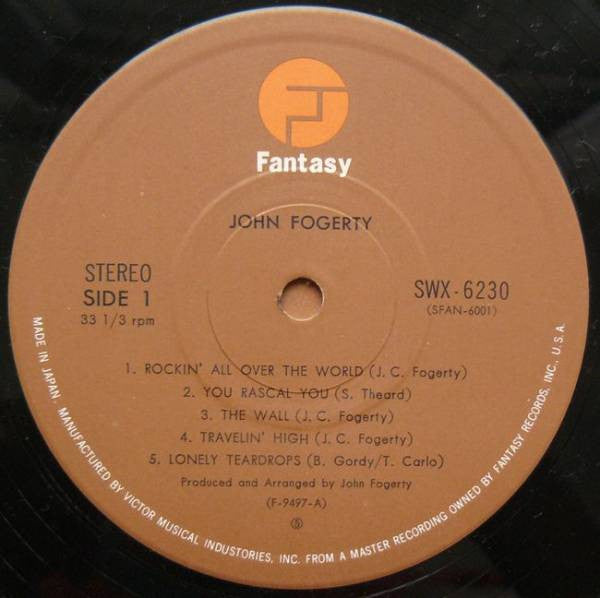 Fantasy
JOHN FOGERTY
STEREO
SIDE 1
33 1/3 rpm
SWX-6230
(SFAN-6001)
1. ROCKIN' ALL OVER THE WORLD (J. C. Fogerty)
2. YOU RASCAL YOU (S. Theard)
3. THE WALL (J. C. Fogerty)
4. TRAVELIN' HIGH (J. C. Fogerty)
5. LONELY TEARDROPS (B. Gordy/T. Carlo)
Produced and Arranged by John Fogerty
(F-9497-A)
Ⓢ
MADE IN JAPAN. MANUFACTURED BY VICTOR MUSICAL INDUSTORIES, INC. FROM A MASTER RECORDING OWNED BY FANTASY RECORDS, INC., U.S.A.